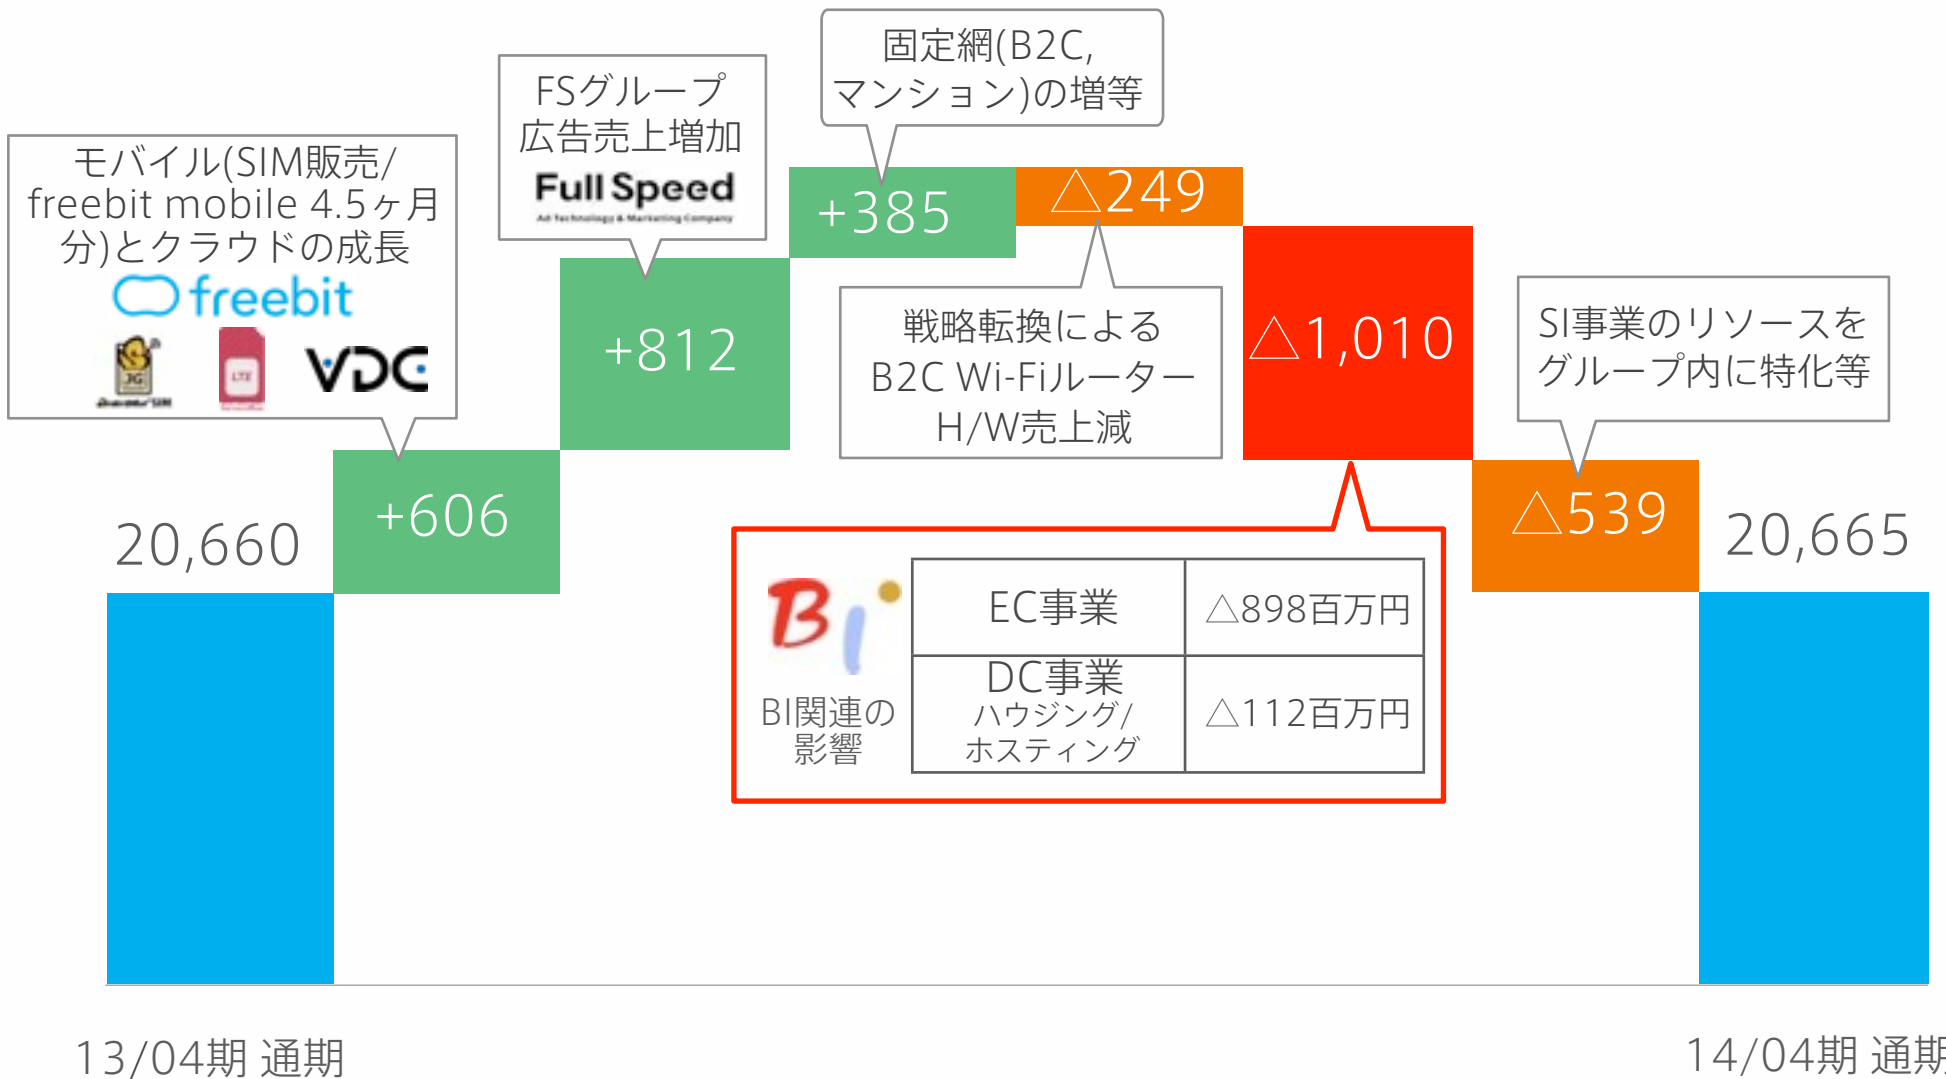 固定網(B2C,
マンション)の増等
FSグループ
広告売上増加
Full Speed
Ad Technology & Marketing Company
モバイル(SIM販売/
freebit mobile 4.5ヶ月
分)とクラウドの成長
freebit
JG
LTE
VDC
+385
△249
+812
△1,010
戦略転換による
B2C Wi-Fiルーター
H/W売上減
SI事業のリソースを
グループ内に特化等
20,660
+606
△539
20,665
BI
BI関連の
影響
EC事業
△898百万円
DC事業
ハウジング/
ホスティング
△112百万円
13/04期 通期
14/04期 通期